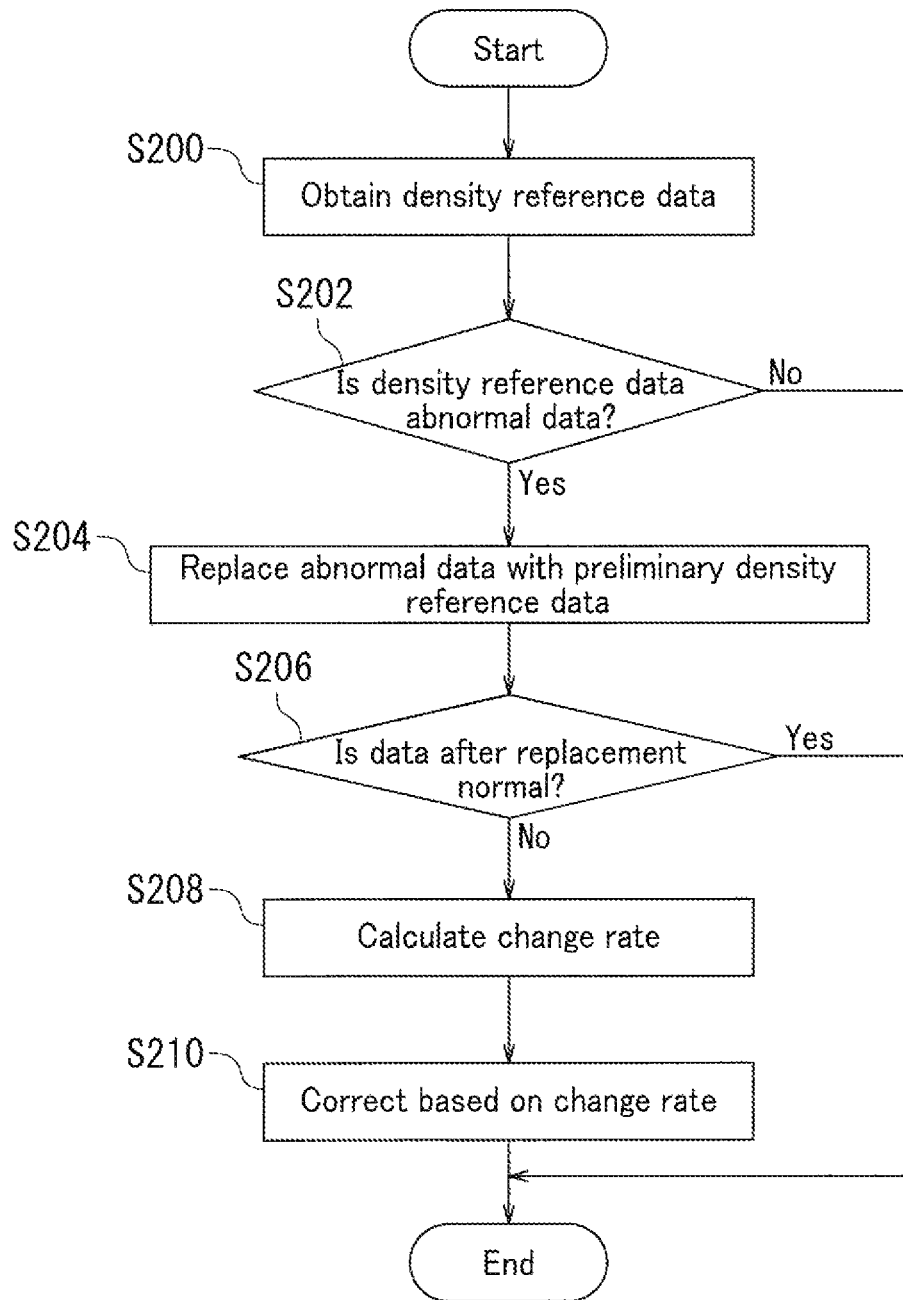 Start
S200
Obtain density reference data
S202
Is density reference data
abnormal data?
No
Yes
S204
Replace abnormal data with preliminary density
reference data
S206
Is data after replacement
normal?
Yes
No
S208
Calculate change rate
S210
Correct based on change rate
End